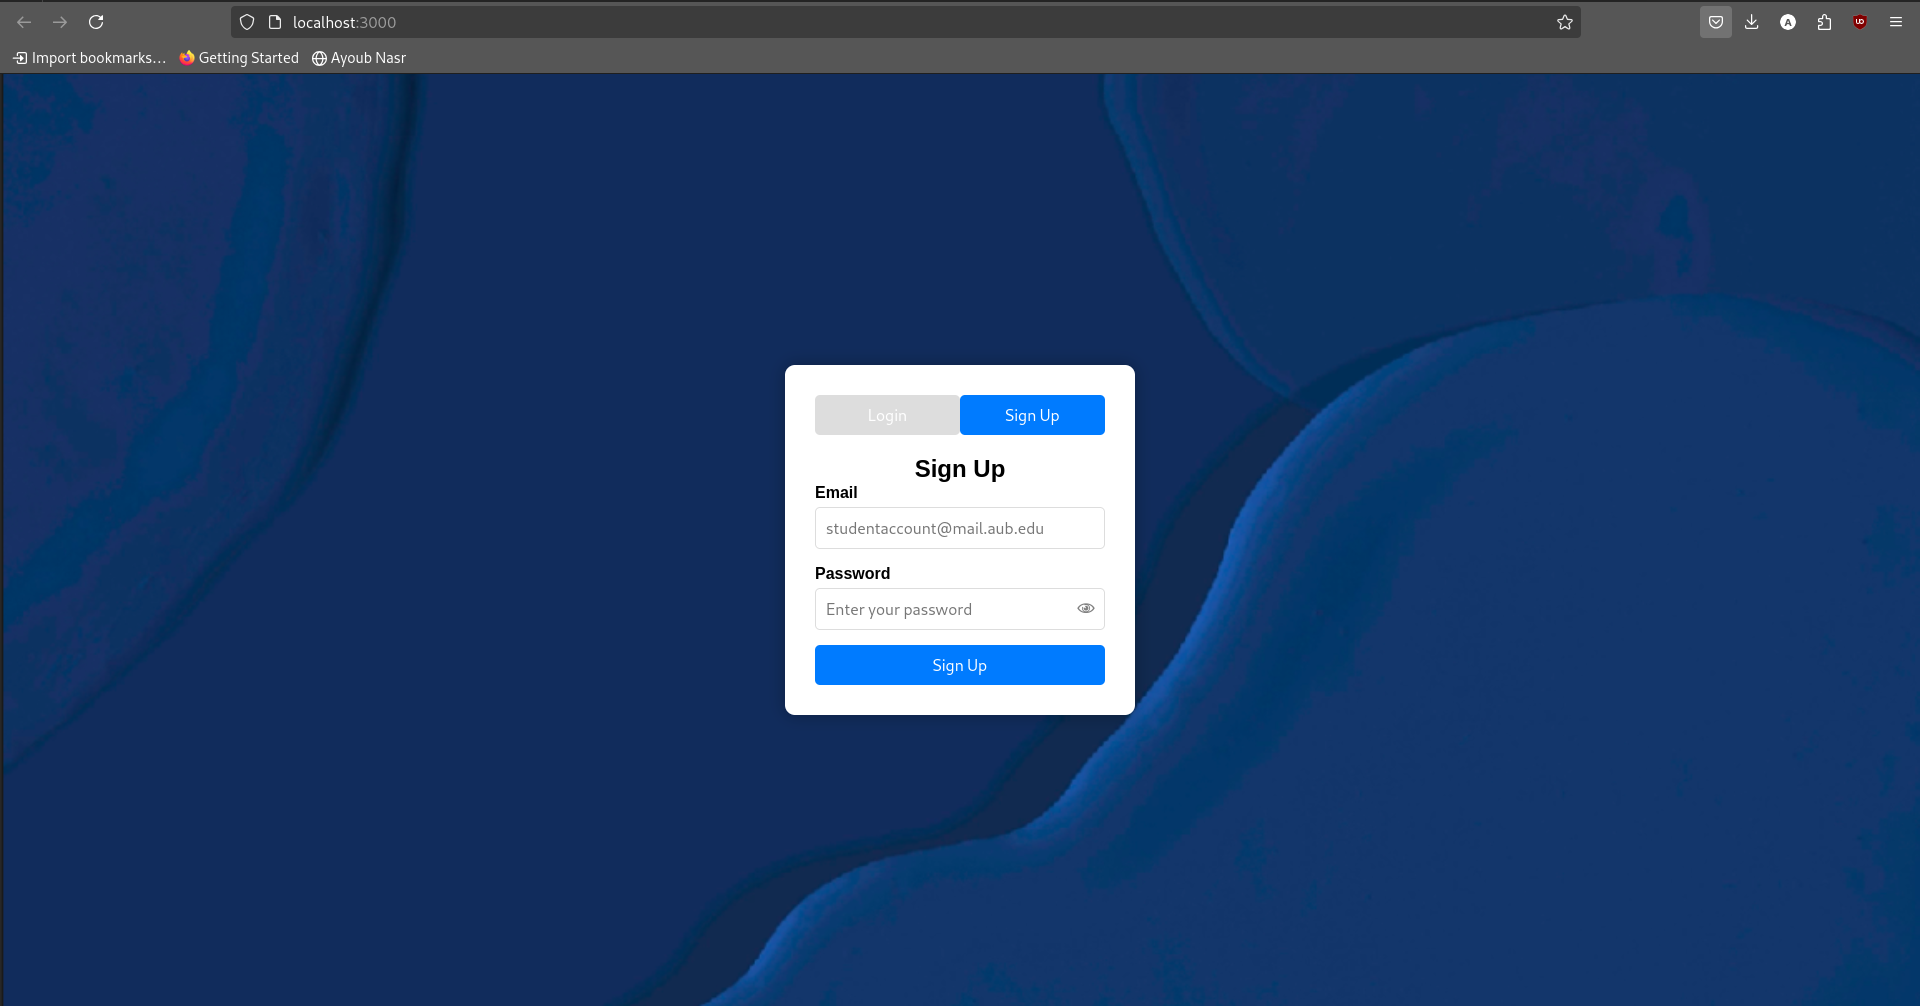 localhost:3000
Import bookmarks... Getting Started Ayoub Nasr
Login Sign Up
Sign Up
Email
studentaccount@mail.aub.edu
Password
Enter your password
Sign Up